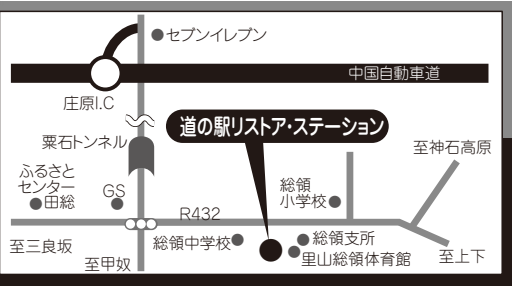 セブンイレブン
中国自動車道
庄原I.C
道の駅リストア・ステーション
粟石トンネル
至神石高原
ふるさと
センター
田総
GS
総領
小学校
R432
総領中学校
総領支所
里山総領体育館
至三良坂
至甲奴
至上下